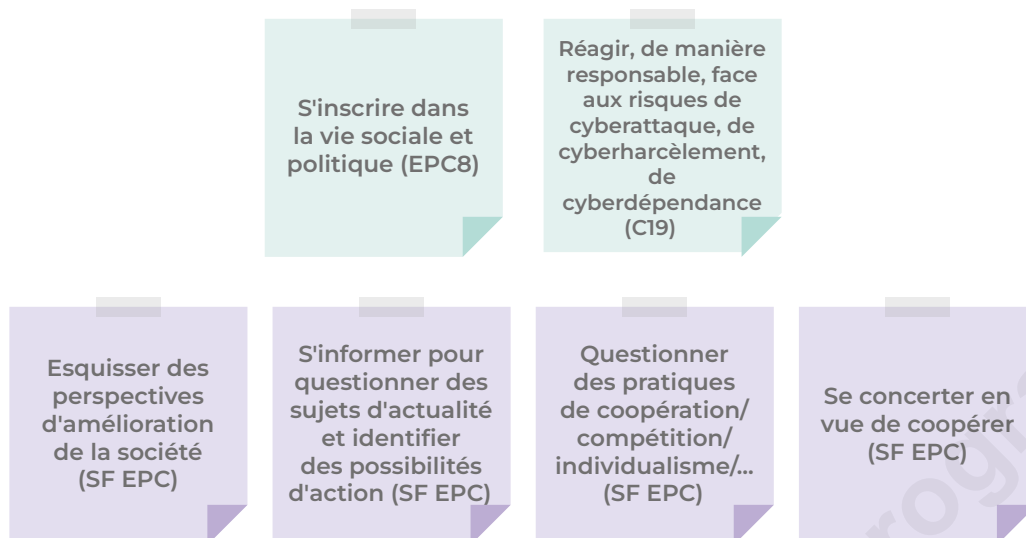 S'inscrire dans
la vie sociale et
politique (EPC8)
Réagir, de manière
responsable, face
aux risques de
cyberattaque, de
cyberharcèlement,
de
cyberdépendance
(C19)
Esquisser des
perspectives
d'amélioration
de la société
(SF EPC)
S'informer pour
questionner des
sujets d'actualité
et identifier
des possibilités
d'action (SF EPC)
Questionner
des pratiques
de coopération/
compétition/
individualisme/...
(SF EPC)
Se concerter en
vue de coopérer
(SF EPC)